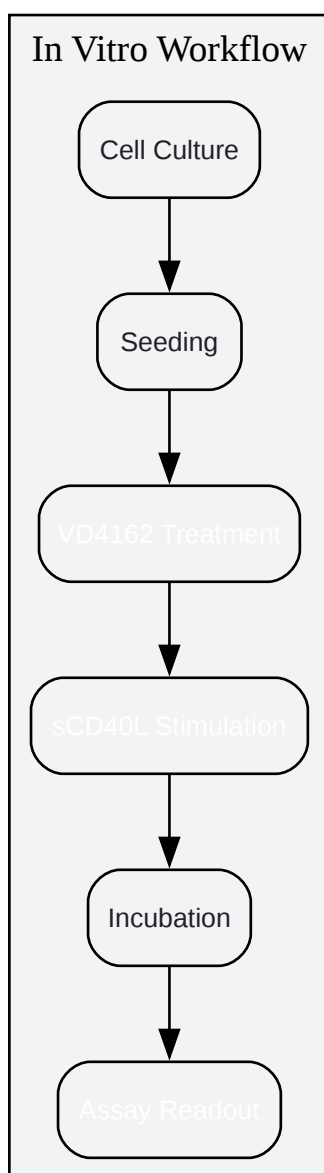 In Vitro Workflow
Cell Culture
Seeding
VD4162 Treatment
sCD40L Stimulation
Incubation
Assay Readout